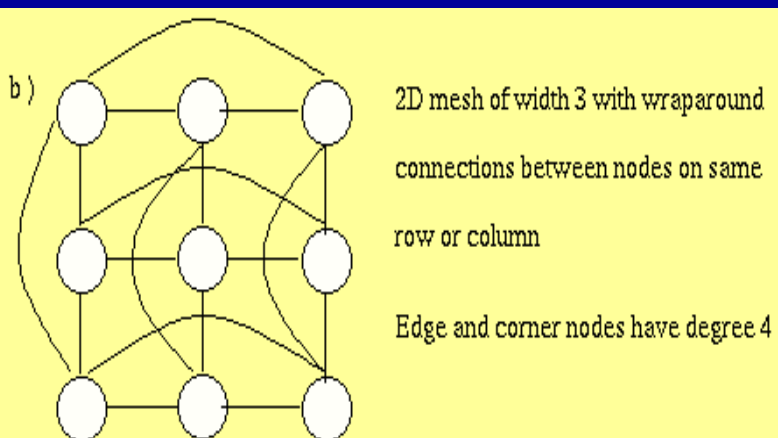 b)
2D mesh of width 3 with wraparound
connections between nodes on same
row or column
Edge and corner nodes have degree 4